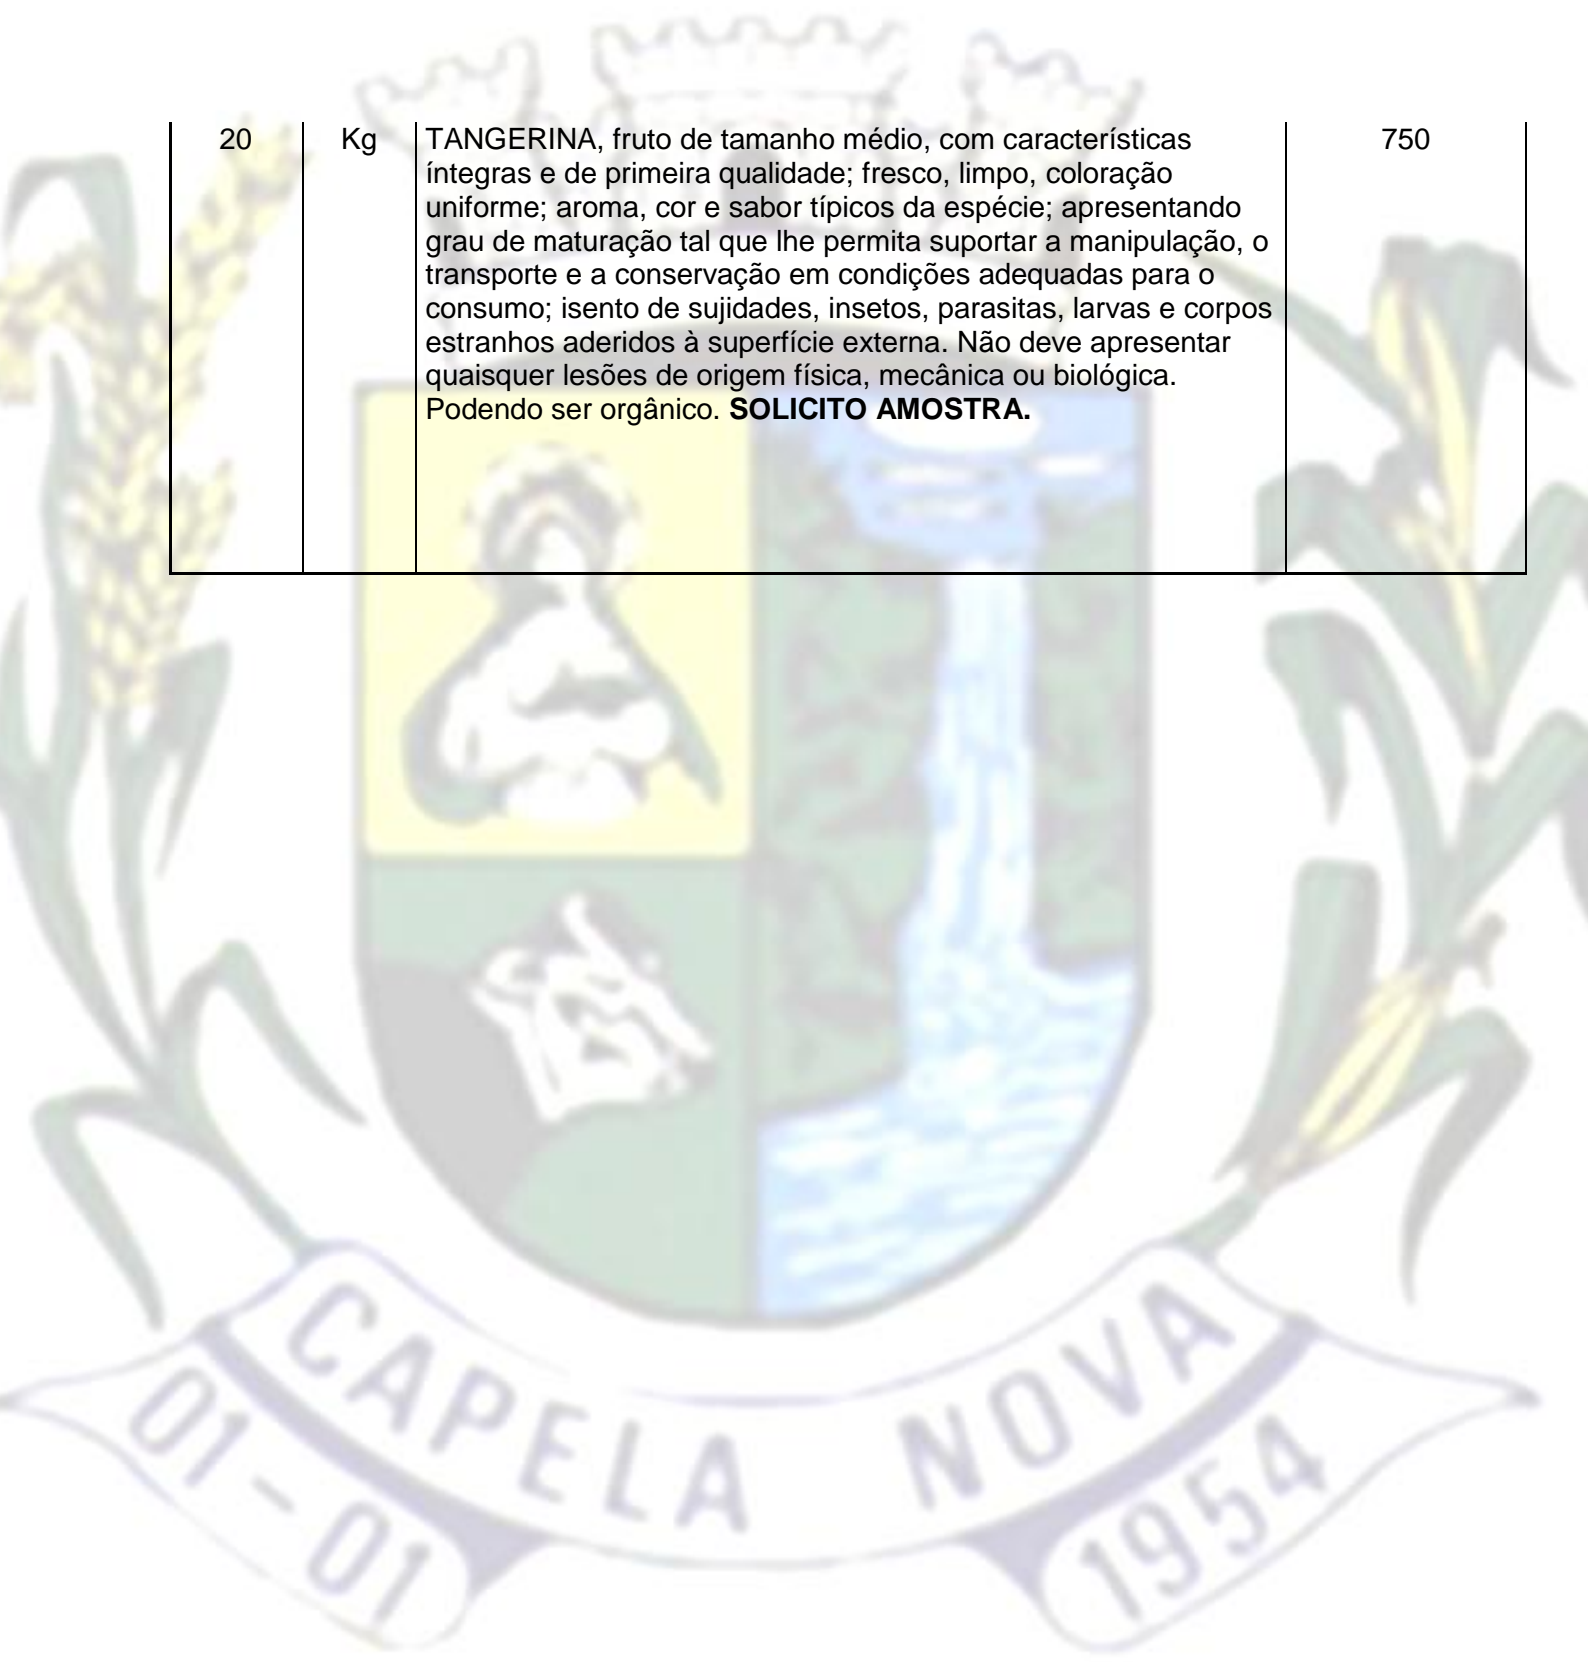 20 Kg TANGERINA, fruto de tamanho médio, com características 750
íntegras e de primeira qualidade; fresco, limpo, coloração
uniforme; aroma, cor e sabor típicos da espécie; apresentando
grau de maturação tal que lhe permita suportar a manipulação, o
transporte e a conservação em condições adequadas para o
consumo; isento de sujidades, insetos, parasitas, larvas e corpos
estranhos aderidos à superfície externa. Não deve apresentar
quaisquer lesões de origem física, mecânica ou biológica.
Podendo ser orgânico. SOLICITO AMOSTRA.
CAPELA NOVA
01-01
1954